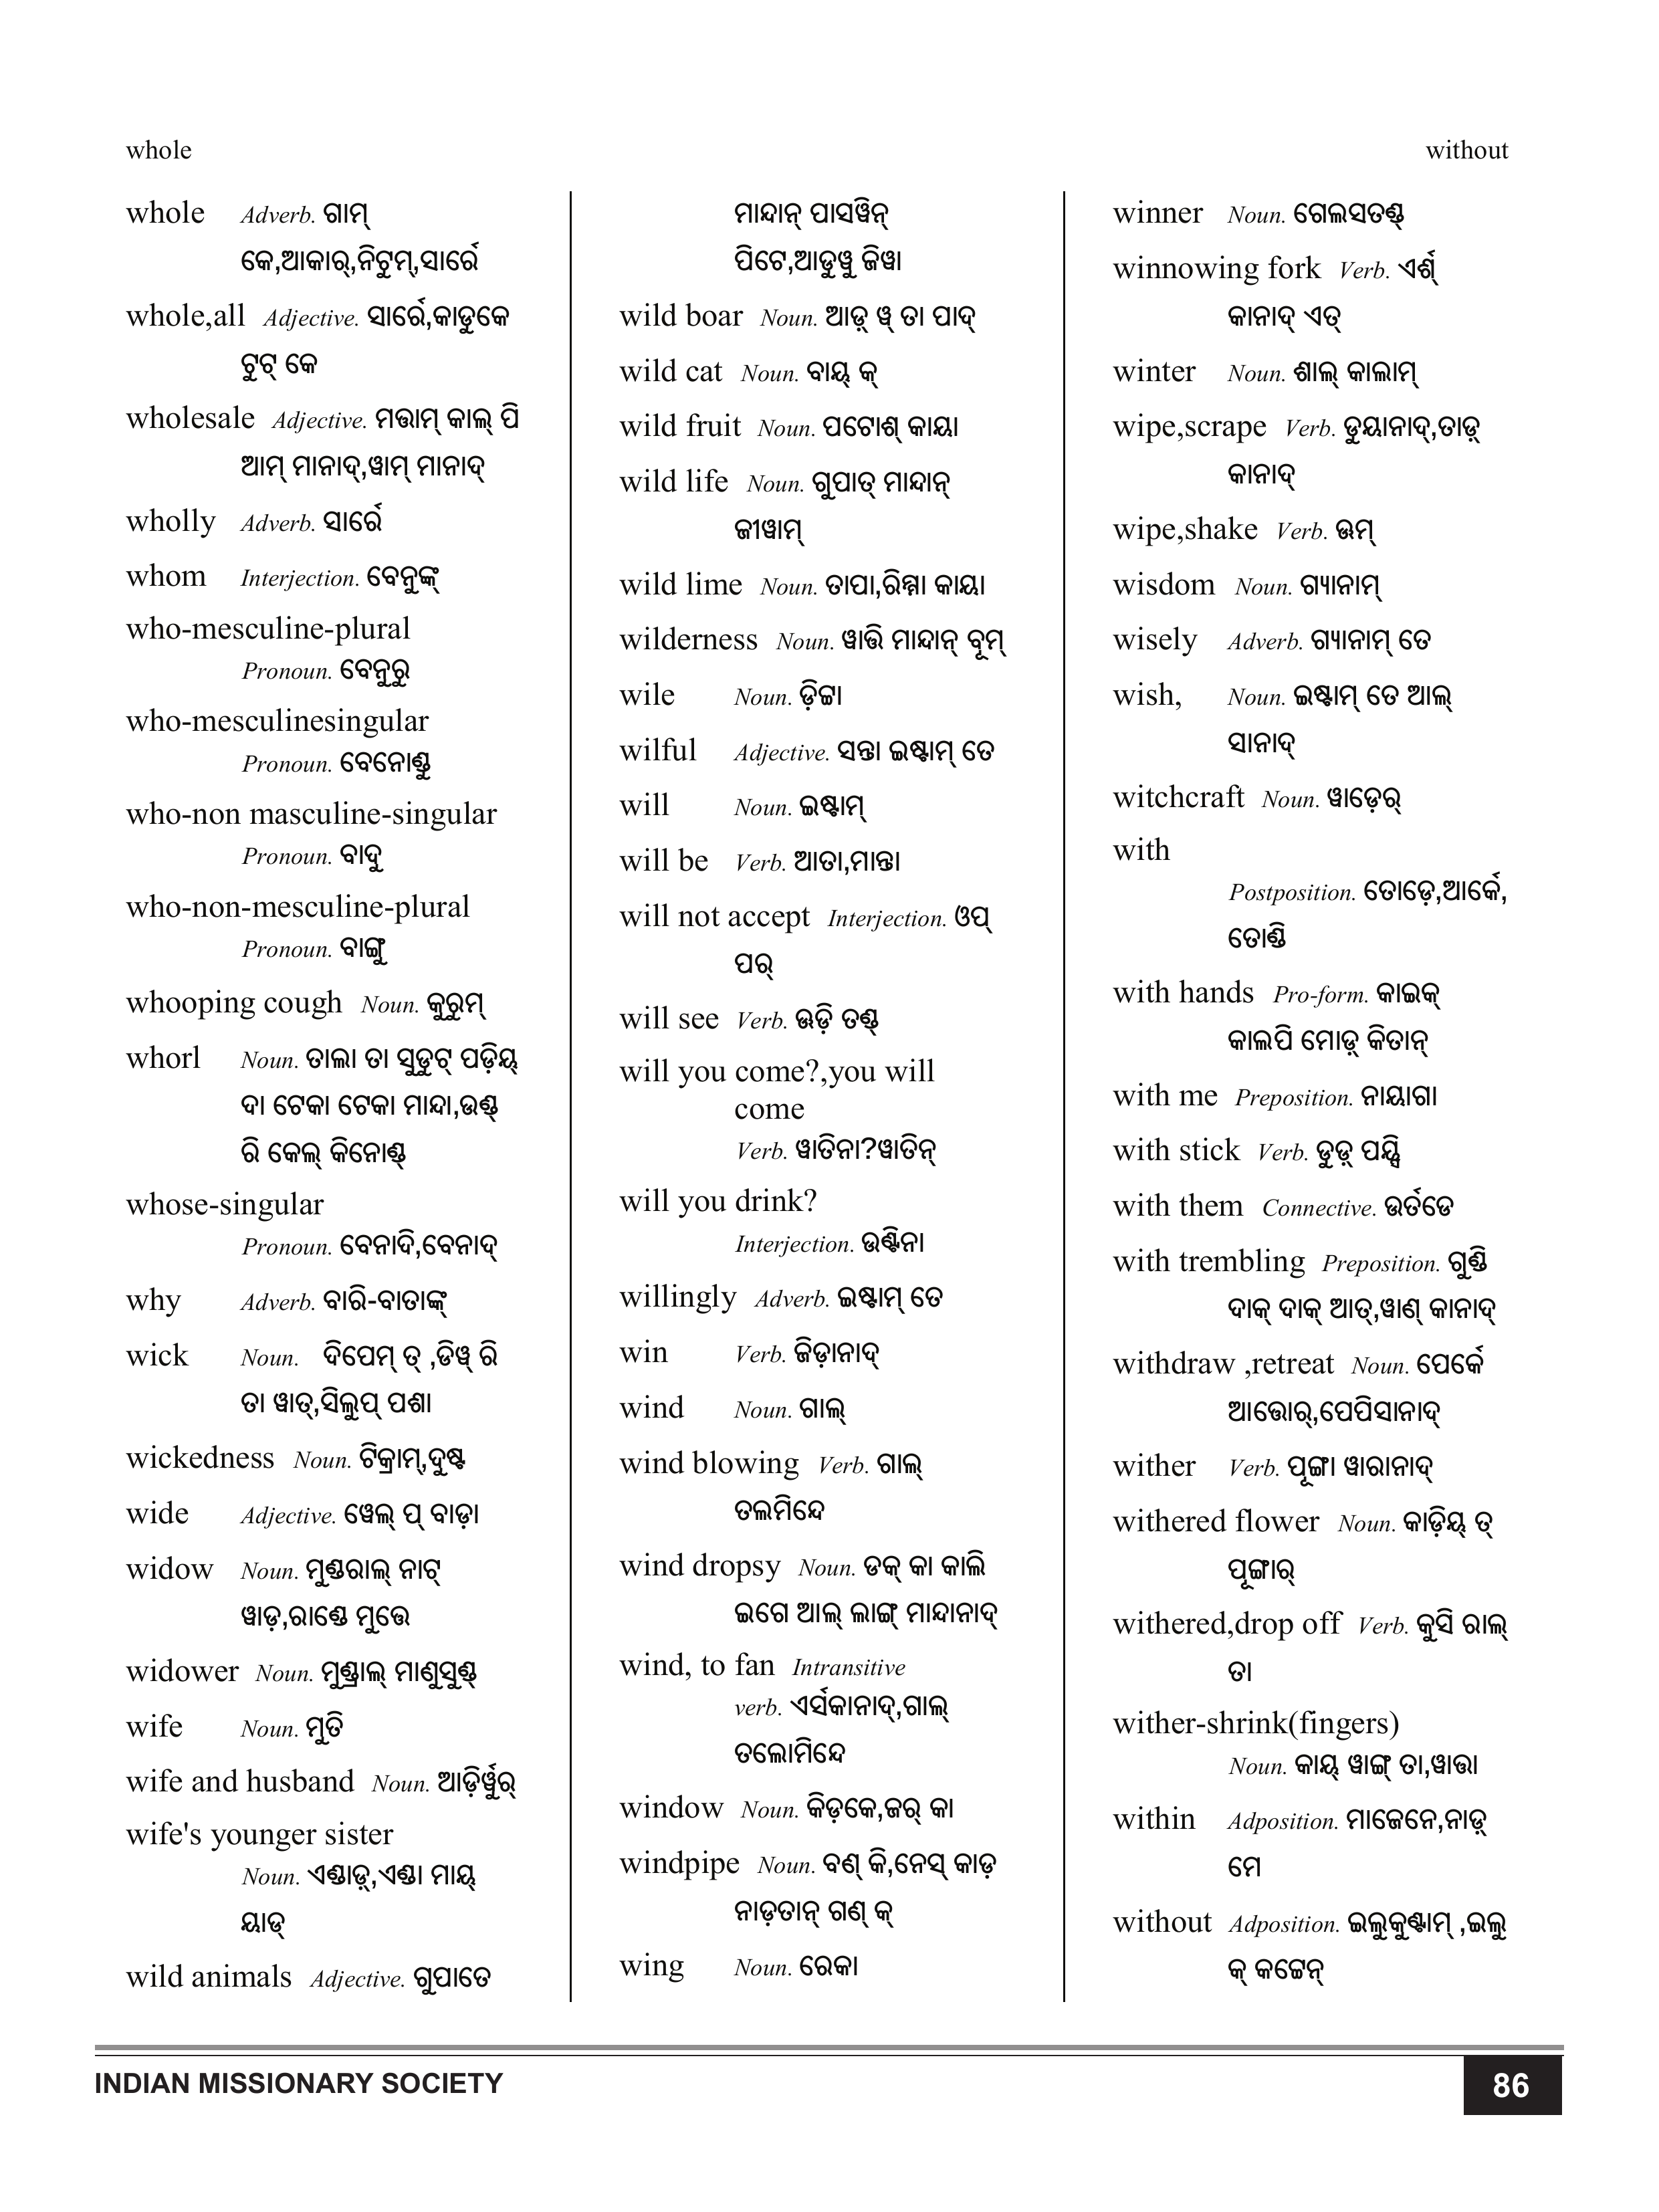 whole
without
whole Adverb. ଗାମ୍
କେ,ଆକାର୍,ନିଟୁମ୍,ସାର୍ରେ
whole,all Adjective. ସାର୍ରେ,କାଡୁକେ
ଟୁଟ୍ କେ
wholesale Adjective. ମତ୍ତାମ୍ କାଲ୍ ପି
ଆମ୍ ମାନାଦ୍,ୱାମ୍ ମାନାଦ୍
wholly Adverb. ସାର୍ରେ
whom Interjection. ବେନୁଙ୍କ୍
who-mesculine-plural
Pronoun. ବେନୁରୁ
who-mesculinesingular
Pronoun. ବେନୋଣ୍ଡୁ
who-non masculine-singular
Pronoun. ବାଦୁ
who-non-mesculine-plural
Pronoun. ବାଙ୍ଗୁ
whooping cough Noun. କୁରୁମ୍
whorl Noun. ତାଲା ତା ସୁଡୁଟ୍ ପଡ଼ିୟ୍
ଦା ଟେକା ଟେକା ମାନ୍ଦା,ଉଣ୍ଡ୍
ରି କେଲ୍ କିନୋଣ୍ଡ୍
whose-singular
Pronoun. ବେନାଦି,ବେନାଦ୍
why Adverb. ବାରି-ବାତାଙ୍କ୍
wick Noun. ଦିପେମ୍ ତ୍ ,ଡିୱ୍ ରି
ତା ୱାତ୍,ସିଲୁପ୍ ପଶା
wickedness Noun. ଟିକ୍ରାମ୍,ଦୁଷ୍ଟ
wide Adjective. ୱେଲ୍ ପ୍ ବାଡ଼ା
widow Noun. ମୁଣ୍ଡରାଲ୍ ନାଟ୍
ୱାଡ଼,ରାଣ୍ଡେ ମୁତ୍ତେ
widower Noun. ମୁଣ୍ଡ୍ରାଲ୍ ମାଣୁସୁଣ୍ଡ୍
wife Noun. ମୁତି
wife and husband Noun. ଆଡ଼ିର୍ୱୁର୍
wife's younger sister
Noun. ଏଣ୍ଡାଡ଼୍,ଏଣ୍ଡା ମାୟ୍
ୟାଡ୍
wild animals Adjective. ଗୁପାତେ
ମାନ୍ଦାନ୍ ପାସୱିନ୍
ପିଟେ,ଆଡୁୱୁ ଜିୱା
wild boar Noun. ଆଡ଼୍ ୱ୍ ତା ପାଦ୍
wild cat Noun. ବାୟ୍ କ୍
wild fruit Noun. ପଟୋଶ୍ କାୟା
wild life Noun. ଗୁପାତ୍ ମାନ୍ଦାନ୍
ଜୀୱାମ୍
wild lime Noun. ତାପା,ରିମ୍ମା କାୟା
wilderness Noun. ୱାତ୍ତି ମାନ୍ଦାନ୍ ବୂମ୍
wile Noun. ଡ଼ିଟ୍ଟା
wilful Adjective. ସନ୍ତା ଇଷ୍ଟାମ୍ ତେ
will Noun. ଇଷ୍ଟାମ୍
will be Verb. ଆତା,ମାନ୍ତା
will not accept Interjection. ଓପ୍
ପର୍
will see Verb. ଊଡ଼ି ତଣ୍ଡ୍
will you come?,you will
come
Verb. ୱାତିନା?ୱାତିନ୍
will you drink?
Interjection. ଉଣ୍ଟିନା
willingly Adverb. ଇଷ୍ଟାମ୍ ତେ
win Verb. ଜିଡ଼ାନାଦ୍
wind Noun. ଗାଲ୍
wind blowing Verb. ଗାଲ୍
ତଲମିନ୍ଦେ
wind dropsy Noun. ଡକ୍ କା କାଲି
ଇଗେ ଆଲ୍ ଲାଙ୍ଗ୍ ମାନ୍ଦାନାଦ୍
wind, to fan Intransitive
verb. ଏର୍ସକାନାଦ୍,ଗାଲ୍
ତଲୋମିନ୍ଦେ
window Noun. କିଡ଼କେ,ଜର୍ କା
windpipe Noun. ବଣ୍ କି,ନେସ୍ କାଡ଼
ନାଡ଼ତାନ୍ ଗଣ୍ କ୍
wing Noun. ରେକା
winner Noun. ଗେଲସତଣ୍ଡ୍
winnowing fork Verb. ଏର୍ଶ୍
କାନାଦ୍ ଏତ୍
winter Noun. ଶାଲ୍ କାଲାମ୍
wipe,scrape Verb. ଡୁୟାନାଦ୍,ତାଡ଼୍
କାନାଦ୍
wipe,shake Verb. ଊମ୍
wisdom Noun. ଗ୍ୟାନାମ୍
wisely Adverb. ଗ୍ୟାନାମ୍ ତେ
wish, Noun. ଇଷ୍ଟାମ୍ ତେ ଆଲ୍
ସାନାଦ୍
witchcraft Noun. ୱାଡ଼େର୍
with
Postposition. ତୋଡ଼େ,ଆର୍କେ,
ତୋଣ୍ଡି
with hands Pro-form. କାଇକ୍
କାଲପି ମୋଡ଼୍ କିତାନ୍
with me Preposition. ନାୟାଗା
with stick Verb. ଡୁଡ଼୍ ପୟ୍ସି
with them Connective. ଉର୍ତଡେ
with trembling Preposition. ଗୁଣ୍ଡି
ଦାକ୍ ଦାକ୍ ଆତ୍,ୱାଣ୍ କାନାଦ୍
withdraw ,retreat Noun. ପେର୍କେ
ଆତ୍ତୋର୍,ପେପିସାନାଦ୍
wither Verb. ପୂଙ୍ଗା ୱାରାନାଦ୍
withered flower Noun. କାଡ଼ିୟ୍ ତ୍
ପୂଙ୍ଗାର୍
withered,drop off Verb. କୁସି ରାଲ୍
ତା
wither-shrink(fingers)
Noun. କାୟ୍ ୱାଙ୍ଗ୍ ତା,ୱାତ୍ତା
within Adposition. ମାଜେନେ,ନାଡ଼୍
ମେ
without Adposition. ଇଲୁକୁଣ୍ଟାମ୍ ,ଇଲୁ
କ୍ କଟ୍ଟେନ୍
INDIAN MISSIONARY SOCIETY
86